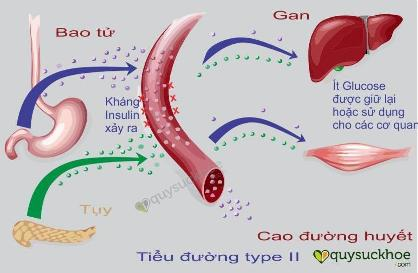 Bao tử
Gan
Kháng
Insulin
xảy ra
Ít Glucose
được giữ lại
hoặc sử dụng
cho các cơ quan
Tụy
quysuckhoe
Cao đường huyết
Tiểu đường type II
quysuckhoe
.com